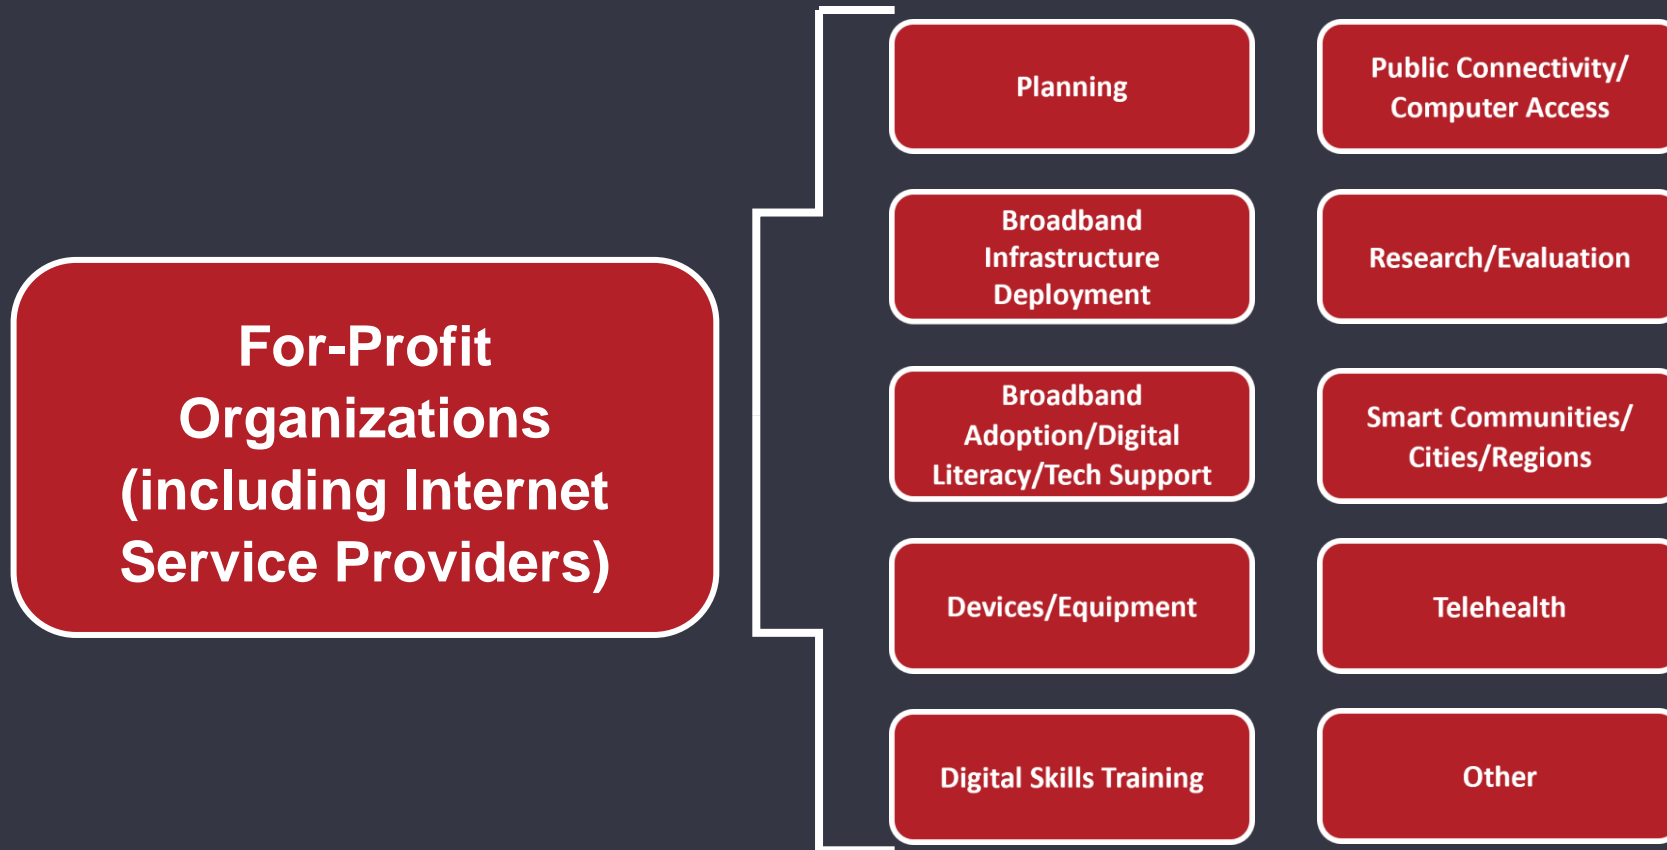 For-Profit
Organizations
(including Internet
Service Providers)
Planning
Public Connectivity/
Computer Access
Broadband
Infrastructure
Deployment
Research/Evaluation
Broadband
Adoption/Digital
Literacy/Tech Support
Smart Communities/
Cities/Regions
Devices/Equipment
Telehealth
Digital Skills Training
Other